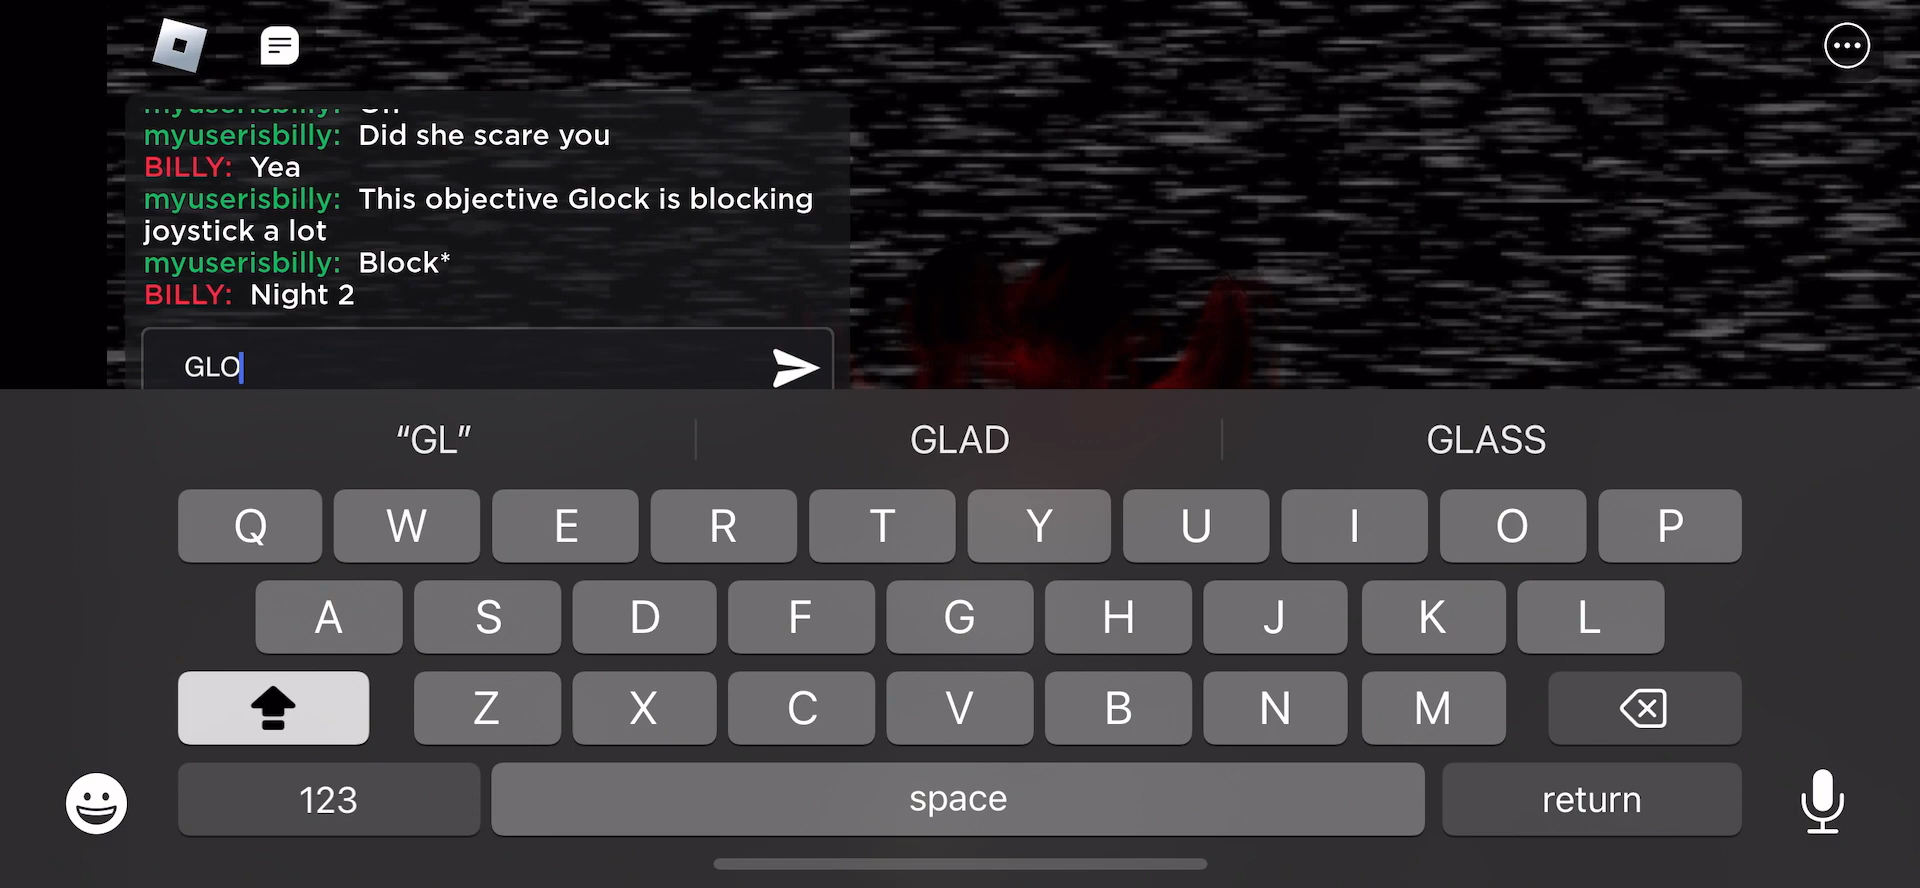 myuserisbilly: Did she scare you
BILLY: Yea
myuserisbilly: This objective Glock is blocking
joystick a lot
myuserisbilly: Block*
BILLY: Night 2
GLO
“GL” GLAD GLASS
Q W E R T Y U I O P
A S D F G H J K L
Z X C V B N M
123 space return